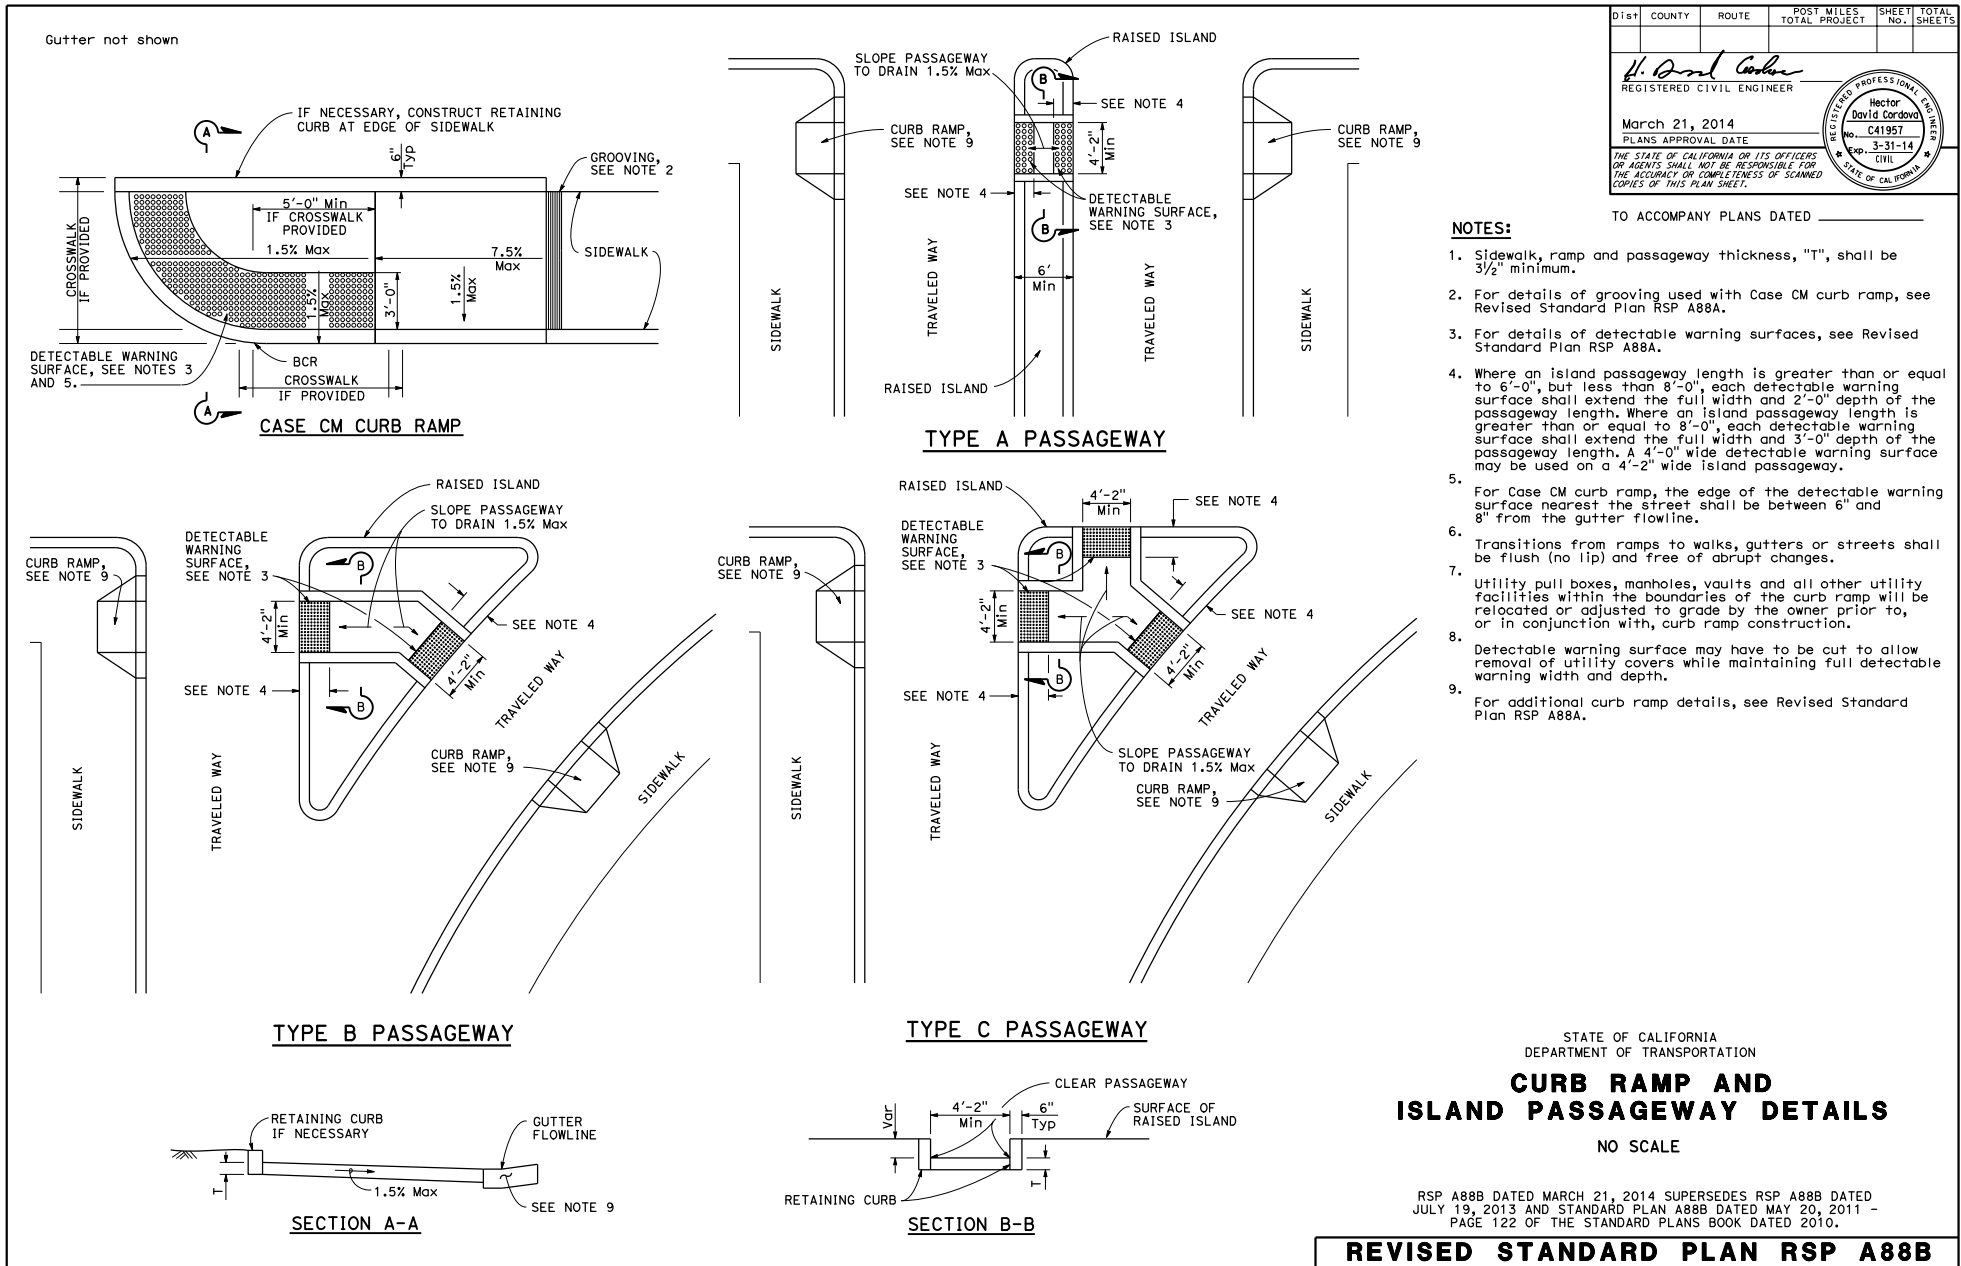 Gutter not shown
A
IF NECESSARY, CONSTRUCT RETAINING
CURB AT EDGE OF SIDEWALK
6"
Typ
GROOVING,
SEE NOTE 2
CROSSWALK
IF PROVIDED
5'-0" Min
IF CROSSWALK
PROVIDED
1.5% Max
7.5%
Max
SIDEWALK
1.5%
Max
3'-0"
1.5%
Max
DETECTABLE WARNING
SURFACE, SEE NOTES 3
AND 5.
BCR
CROSSWALK
IF PROVIDED
A
CASE CM CURB RAMP
RAISED ISLAND
SLOPE PASSAGEWAY
TO DRAIN 1.5% Max
B
SEE NOTE 4
CURB RAMP,
SEE NOTE 9
4'-2"
Min
CURB RAMP,
SEE NOTE 9
SEE NOTE 4
DETECTABLE
WARNING SURFACE,
SEE NOTE 3
B
6'
Min
SIDEWALK
TRAVELED WAY
TRAVELED WAY
SIDEWALK
RAISED ISLAND
TYPE A PASSAGEWAY
RAISED ISLAND
SLOPE PASSAGEWAY
TO DRAIN 1.5% Max
DETECTABLE
WARNING
SURFACE,
SEE NOTE 3
B
CURB RAMP,
SEE NOTE 9
4'-2"
Min
SEE NOTE 4
4'-2"
Min
SEE NOTE 4
B
TRAVELED WAY
CURB RAMP,
SEE NOTE 9
SIDEWALK
TRAVELED WAY
SIDEWALK
TYPE B PASSAGEWAY
RAISED ISLAND
4'-2"
Min
SEE NOTE 4
DETECTABLE
WARNING
SURFACE,
SEE NOTE 3
B
CURB RAMP,
SEE NOTE 9
4'-2"
Min
SEE NOTE 4
4'-2"
Min
B
SEE NOTE 4
TRAVELED WAY
SLOPE PASSAGEWAY
TO DRAIN 1.5% Max
CURB RAMP,
SEE NOTE 9
SIDEWALK
TRAVELED WAY
SIDEWALK
TYPE C PASSAGEWAY
RETAINING CURB
IF NECESSARY
GUTTER
FLOWLINE
T
1.5% Max
SEE NOTE 9
SECTION A-A
CLEAR PASSAGEWAY
Var
4'-2"
Min
6"
Typ
SURFACE OF
RAISED ISLAND
RETAINING CURB
T
SECTION B-B
Dist COUNTY ROUTE POST MILES TOTAL PROJECT SHEET No. TOTAL SHEETS
REGISTERED CIVIL ENGINEER
March 21, 2014
PLANS APPROVAL DATE
THE STATE OF CALIFORNIA OR ITS OFFICERS
OR AGENTS SHALL NOT BE RESPONSIBLE FOR
THE ACCURACY OR COMPLETENESS OF SCANNED
COPIES OF THIS PLAN SHEET.
REGISTERED PROFESSIONAL ENGINEER
Hector
David Cordova
No. C41957
Exp. 3-31-14
CIVIL
STATE OF CALIFORNIA
TO ACCOMPANY PLANS DATED
NOTES:
1. Sidewalk, ramp and passageway thickness, "T", shall be
3½" minimum.
2. For details of grooving used with Case CM curb ramp, see
Revised Standard Plan RSP A88A.
3. For details of detectable warning surfaces, see Revised
Standard Plan RSP A88A.
4. Where an island passageway length is greater than or equal
to 6'-0", but less than 8'-0", each detectable warning
surface shall extend the full width and 2'-0" depth of the
passageway length. Where an island passageway length is
greater than or equal to 8'-0", each detectable warning
surface shall extend the full width and 3'-0" depth of the
passageway length. A 4'-0" wide detectable warning surface
may be used on a 4'-2" wide island passageway.
5.
For Case CM curb ramp, the edge of the detectable warning
surface nearest the street shall be between 6" and
8" from the gutter flowline.
6.
Transitions from ramps to walks, gutters or streets shall
be flush (no lip) and free of abrupt changes.
7.
Utility pull boxes, manholes, vaults and all other utility
facilities within the boundaries of the curb ramp will be
relocated or adjusted to grade by the owner prior to,
or in conjunction with, curb ramp construction.
8.
Detectable warning surface may have to be cut to allow
removal of utility covers while maintaining full detectable
warning width and depth.
9.
For additional curb ramp details, see Revised Standard
Plan RSP A88A.
STATE OF CALIFORNIA
DEPARTMENT OF TRANSPORTATION
CURB RAMP AND
ISLAND PASSAGEWAY DETAILS
NO SCALE
RSP A88B DATED MARCH 21, 2014 SUPERSEDES RSP A88B DATED
JULY 19, 2013 AND STANDARD PLAN A88B DATED MAY 20, 2011 -
PAGE 122 OF THE STANDARD PLANS BOOK DATED 2010.
REVISED STANDARD PLAN RSP A88B